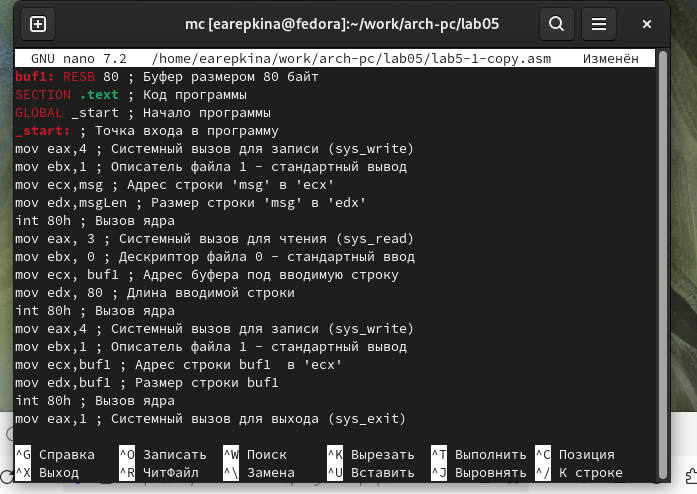 mc [earepkina@fedora]:~/work/arch-pc/lab05
GNU nano 7.2 /home/earepkina/work/arch-pc/lab05/lab5-1-copy.asm Изменён
buf1: RESB 80 ; Буфер размером 80 байт
SECTION .text ; Код программы
GLOBAL _start ; Начало программы
_start: ; Точка входа в программу
mov eax,4 ; Системный вызов для записи (sys_write)
mov ebx,1 ; Описатель файла 1 - стандартный вывод
mov ecx,msg ; Адрес строки 'msg' в 'ecx'
mov edx,msgLen ; Размер строки 'msg' в 'edx'
int 80h ; Вызов ядра
mov eax, 3 ; Системный вызов для чтения (sys_read)
mov ebx, 0 ; Дескриптор файла 0 - стандартный ввод
mov ecx, buf1 ; Адрес буфера под вводимую строку
mov edx, 80 ; Длина вводимой строки
int 80h ; Вызов ядра
mov eax,4 ; Системный вызов для записи (sys_write)
mov ebx,1 ; Описатель файла 1 - стандартный вывод
mov ecx,buf1 ; Адрес строки buf1  в 'ecx'
mov edx,buf1 ; Размер строки buf1
int 80h ; Вызов ядра
mov eax,1 ; Системный вызов для выхода (sys_exit)
^G Справка ^O Записать ^W Поиск ^K Вырезать ^T Выполнить ^C Позиция
^X Выход ^R ЧитФайл ^\ Замена ^U Вставить ^J Выровнять ^/ К строке